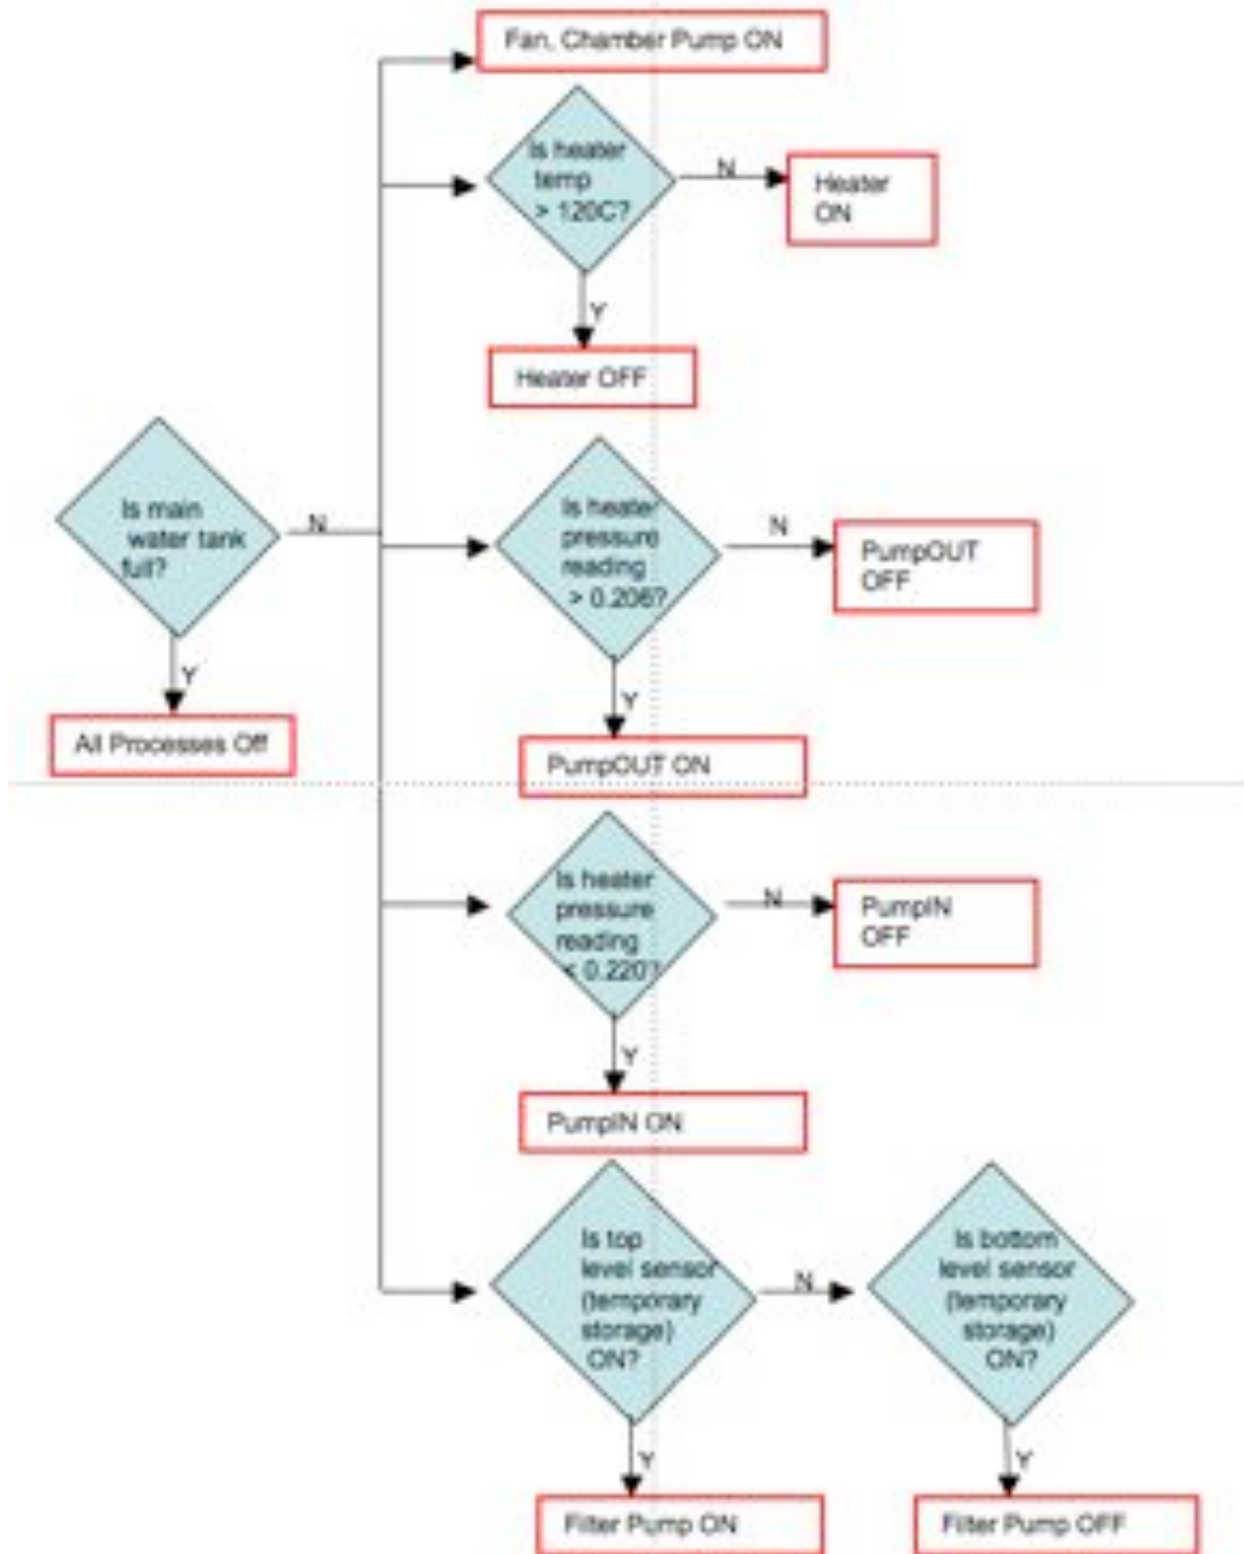 Fan, Chamber Pump ON
Is heater
temp
> 120C?
N
Heater
ON
Y
Heater OFF
Is main
water tank
full?
N
Y
All Processes Off
Is heater
pressure
reading
> 0.206?
N
PumpOUT
OFF
Y
PumpOUT ON
Is heater
pressure
reading
< 0.220?
N
PumpIN
OFF
Y
PumpIN ON
Is top
level sensor
(temporary
storage)
ON?
N
Is bottom
level sensor
(temporary
storage)
ON?
Y
Filter Pump ON
Y
Filter Pump OFF